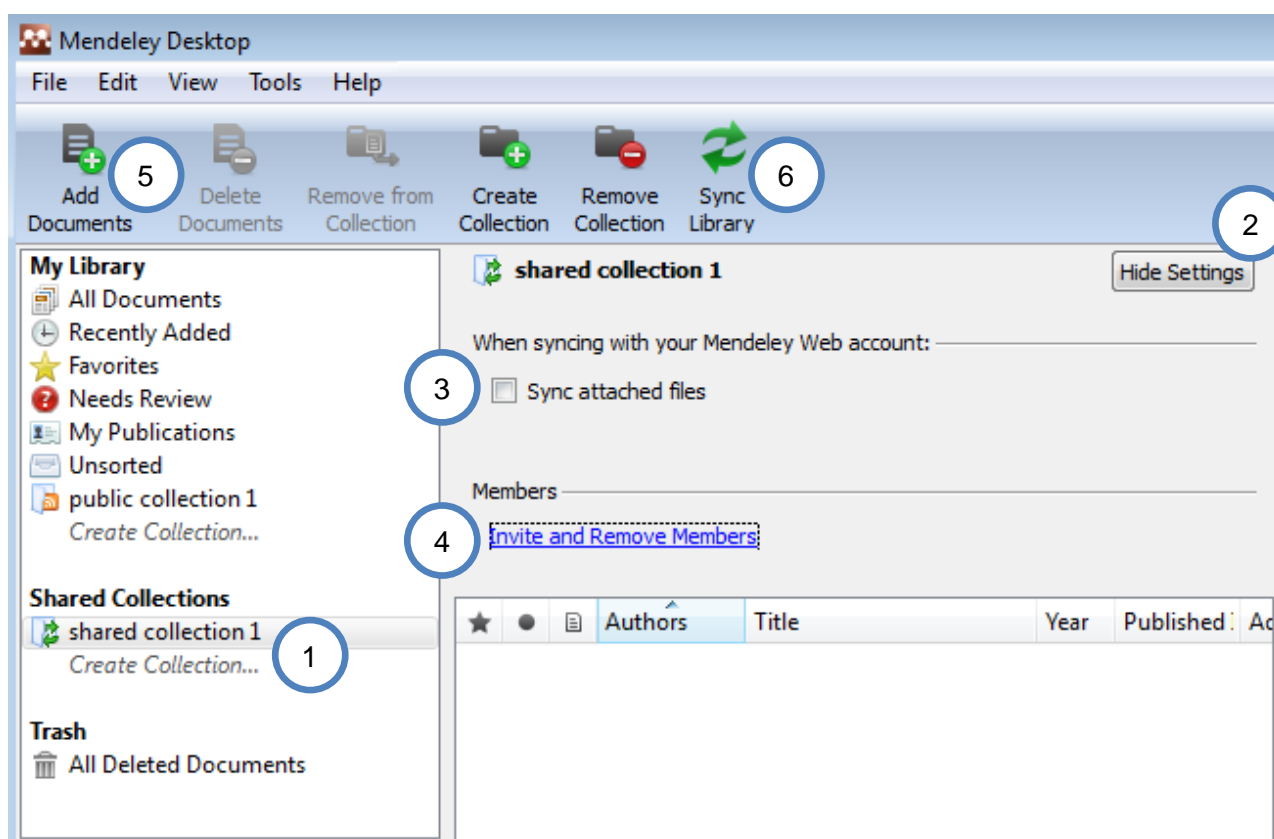 Mendeley Desktop
File Edit View Tools Help
5
6
Add Documents
Delete Documents
Remove from Collection
Create Collection
Remove Collection
Sync Library
2
My Library
All Documents
Recently Added
Favorites
Needs Review
My Publications
Unsorted
public collection 1
Create Collection...
Shared Collections
shared collection 1
Create Collection...
1
Trash
All Deleted Documents
shared collection 1
Hide Settings
When syncing with your Mendeley Web account:
3
Sync attached files
Members
4
Invite and Remove Members
Authors Title Year Published